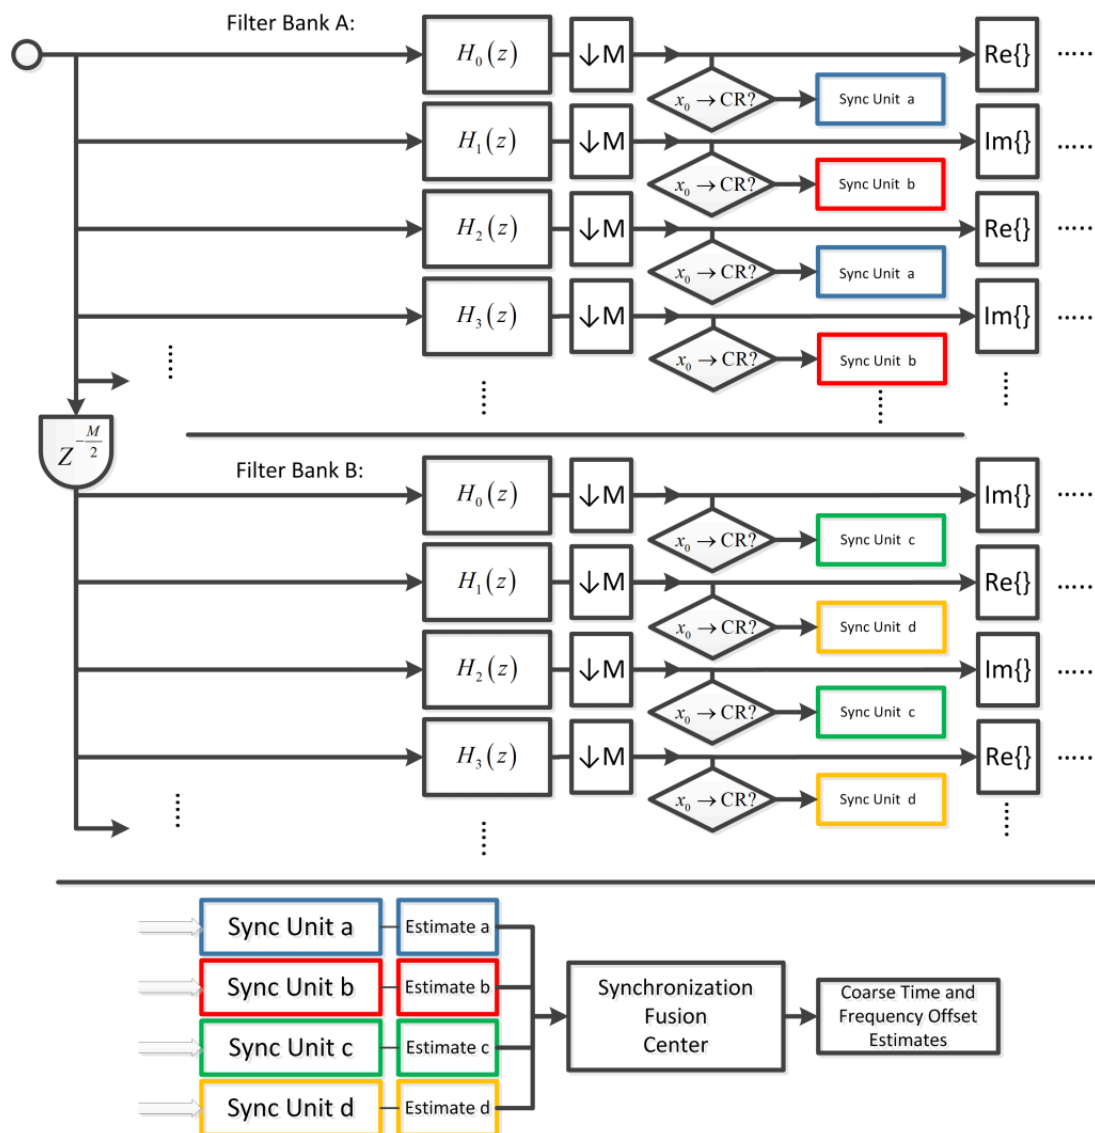 Filter Bank A:
H₀(z) ↓M Re{} ......
x₀ → CR? Sync Unit a
H₁(z) ↓M Im{} ......
x₀ → CR? Sync Unit b
H₂(z) ↓M Re{} ......
x₀ → CR? Sync Unit a
H₃(z) ↓M Im{} ......
x₀ → CR? Sync Unit b
Z^{-M/2}
Filter Bank B:
H₀(z) ↓M Im{} ......
x₀ → CR? Sync Unit c
H₁(z) ↓M Re{} ......
x₀ → CR? Sync Unit d
H₂(z) ↓M Im{} ......
x₀ → CR? Sync Unit c
H₃(z) ↓M Re{} ......
x₀ → CR? Sync Unit d
Sync Unit a Estimate a
Sync Unit b Estimate b
Sync Unit c Estimate c
Sync Unit d Estimate d
Synchronization
Fusion
Center
Coarse Time and
Frequency Offset
Estimates